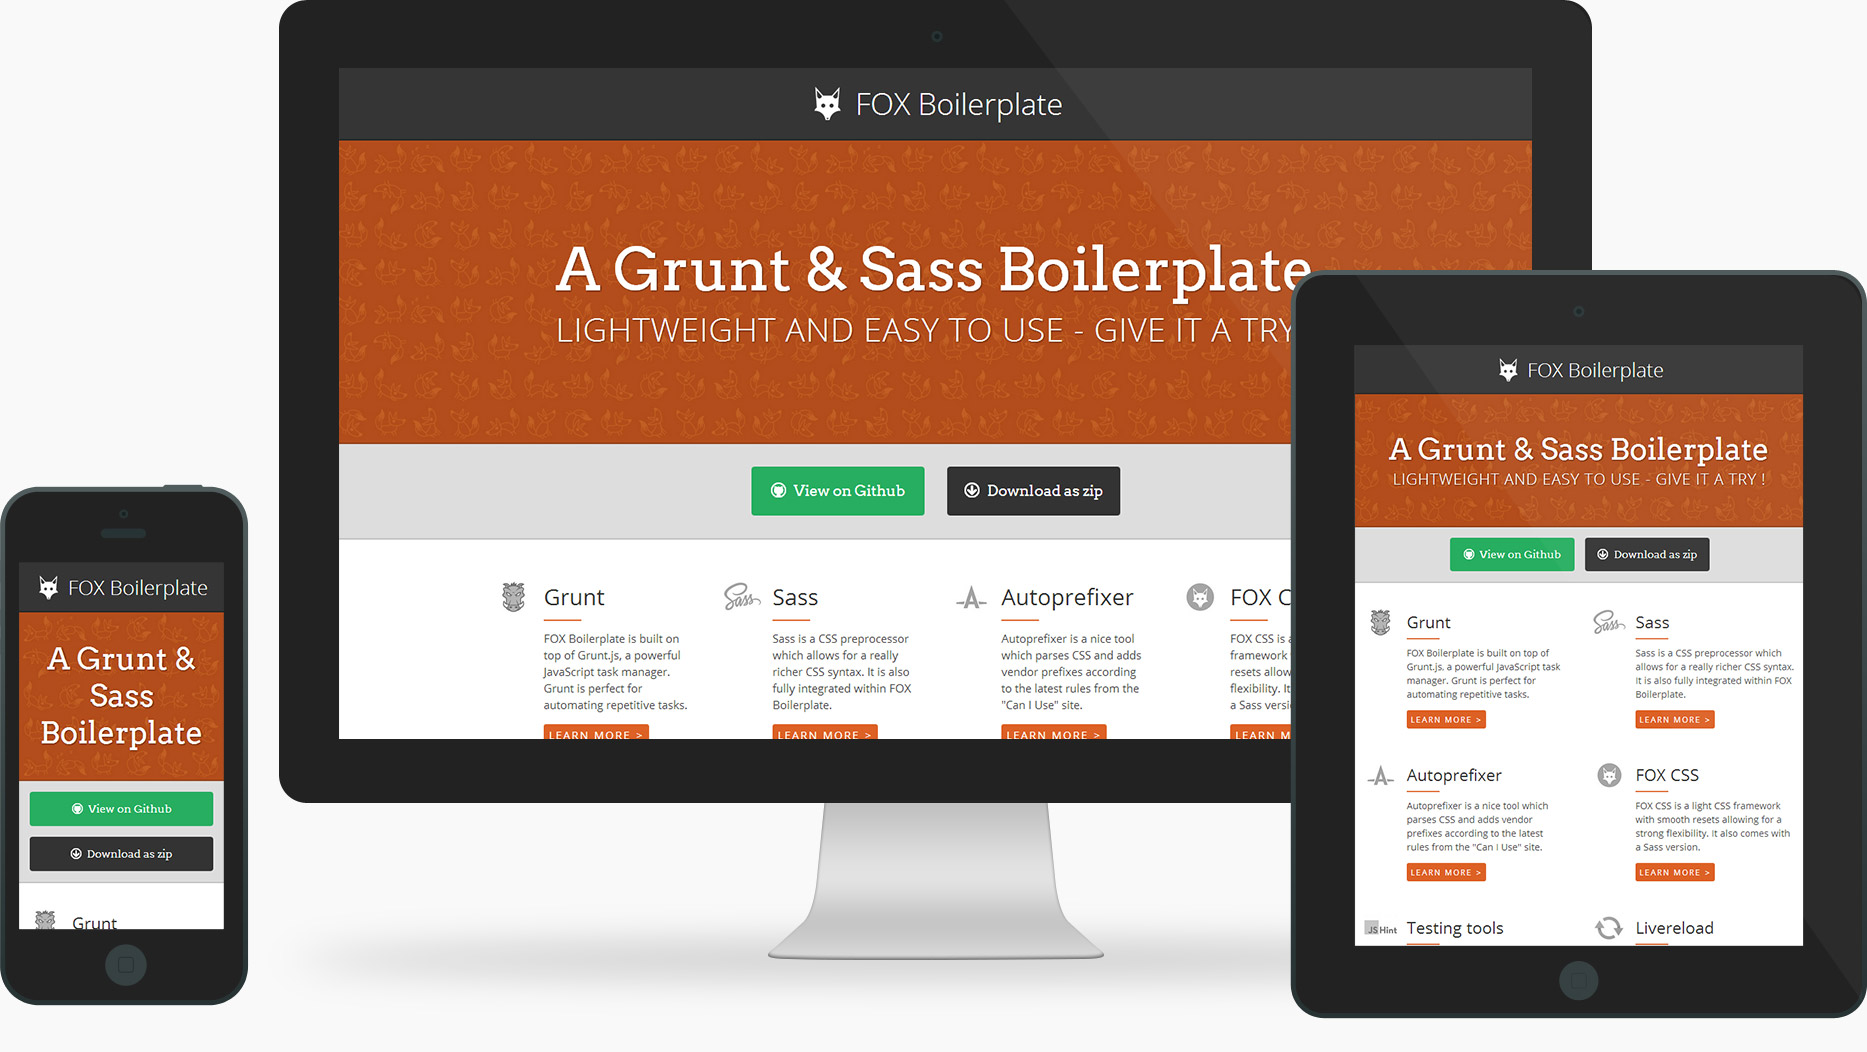 FOX Boilerplate
A Grunt & Sass Boilerplate
LIGHTWEIGHT AND EASY TO USE - GIVE IT A TRY
View on Github
Download as zip
Grunt
FOX Boilerplate is built on
top of Grunt.js, a powerful
JavaScript task manager.
Grunt is perfect for
automating repetitive tasks.
LEARN MORE >
Sass
Sass is a CSS preprocessor
which allows for a really
richer CSS syntax. It is also
fully integrated within FOX
Boilerplate.
LEARN MORE >
Autoprefixer
Autoprefixer is a nice tool
which parses CSS and adds
vendor prefixes according
to the latest rules from the
"Can I Use" site.
LEARN MORE >
FOX C
FOX CSS is a
framework
resets allow
flexibility. It
a Sass versi
LEARN M
FOX Boilerplate
A Grunt &
Sass
Boilerplate
View on Github
Download as zip
Grunt
FOX Boilerplate
A Grunt & Sass Boilerplate
LIGHTWEIGHT AND EASY TO USE - GIVE IT A TRY !
View on Github
Download as zip
Grunt
FOX Boilerplate is built on top of
Grunt.js, a powerful JavaScript task
manager. Grunt is perfect for
automating repetitive tasks.
LEARN MORE >
Sass
Sass
Sass is a CSS preprocessor which
allows for a really richer CSS syntax.
It is also fully integrated within FOX
Boilerplate.
LEARN MORE >
Autoprefixer
Autoprefixer is a nice tool which
parses CSS and adds vendor
prefixes according to the latest
rules from the "Can I Use" site.
LEARN MORE >
FOX CSS
FOX CSS is a light CSS framework
with smooth resets allowing for a
strong flexibility. It also comes with
a Sass version.
LEARN MORE >
JS Hint
Testing tools
Livereload